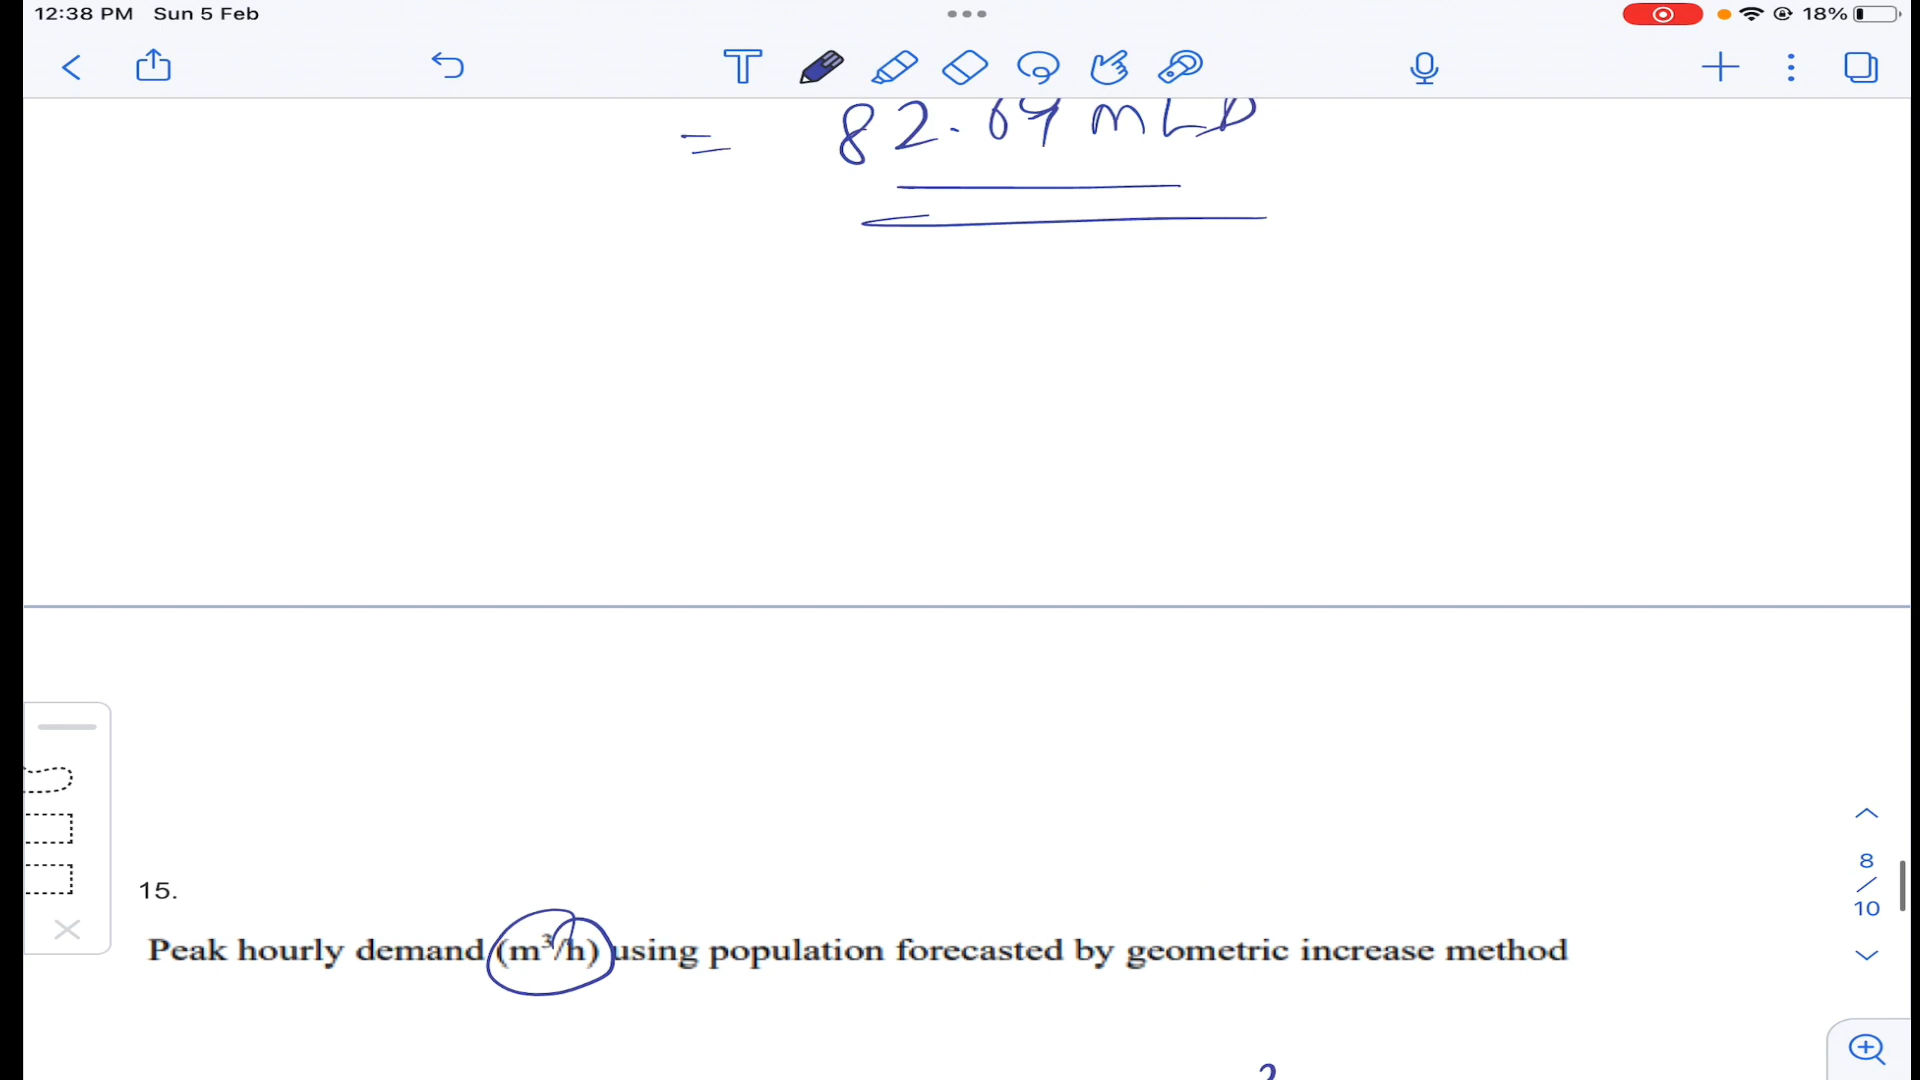 12:38 PM Sun 5 Feb
18%
T
= 82.69 MLD
15.
Peak hourly demand (m³/h) using population forecasted by geometric increase method
8
/
10
2